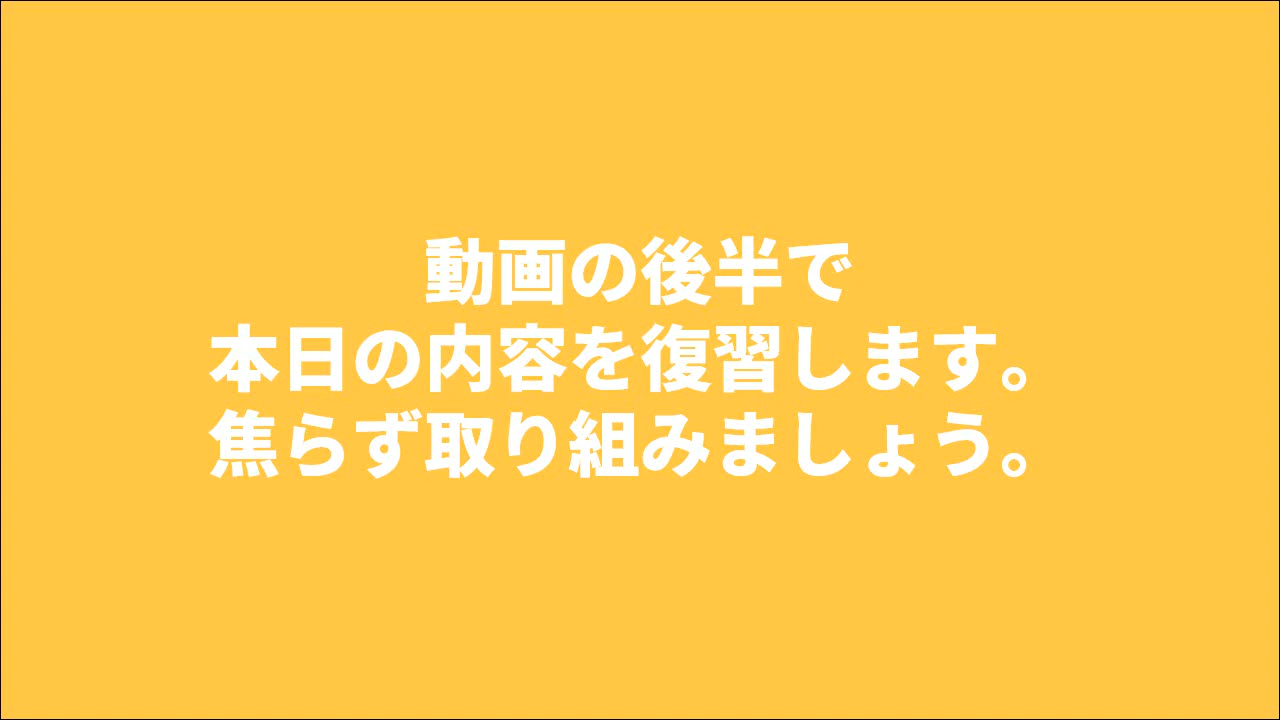 動画の後半で
本日の内容を復習します。
焦らず取り組みましょう。